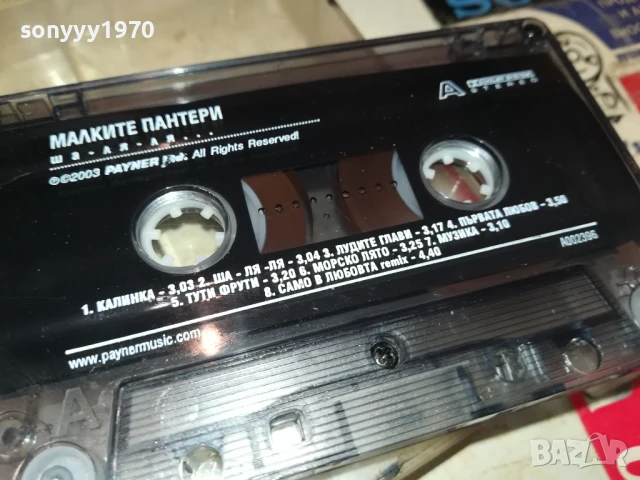 sonyyy1970
МАЛКИТЕ ПАНТЕРИ
ША-ЛЯ-ЛЯ...
℗©2003 PAYNER Ltd. All Rights Reserved!
A
STEREO
1. КАЛИНКА - 3,03 2. ША - ЛЯ -ЛЯ - 3,04 3. ЛУДИТЕ ГЛАВИ - 3,17 4. ПЪРВАТА ЛЮБОВ - 3,50
5. ТУТИ ФРУТИ - 3,20 6. МОРСКО ЛЯТО - 3,25 7. МУЗИКА - 3,10
8. САМО В ЛЮБОВТА remix - 4,40
A002396
www.paynermusic.com
A
BAZAR